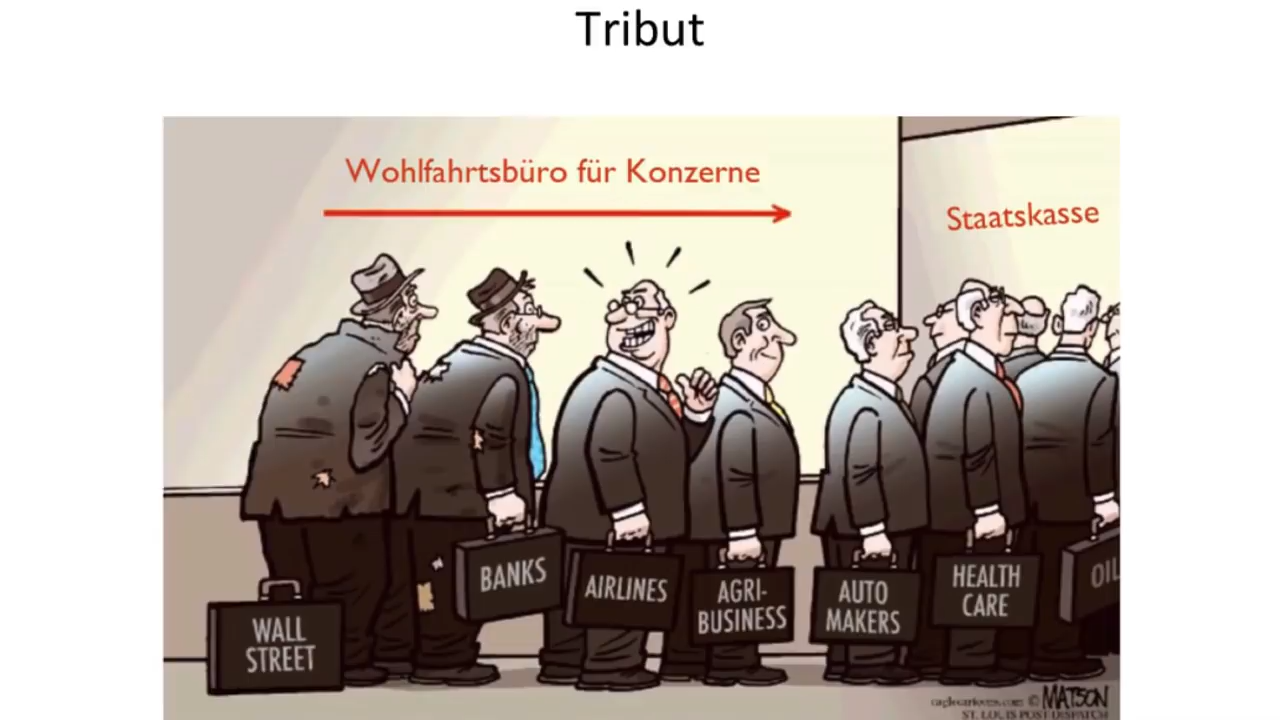 Tribut
Wohlfahrtsbüro für Konzerne
Staatskasse
WALL
STREET
BANKS
AIRLINES
AGRI-
BUSINESS
AUTO
MAKERS
HEALTH
CARE
OIL
caglecartoons.com © MATSON
ST. LOUIS POST-DISPATCH